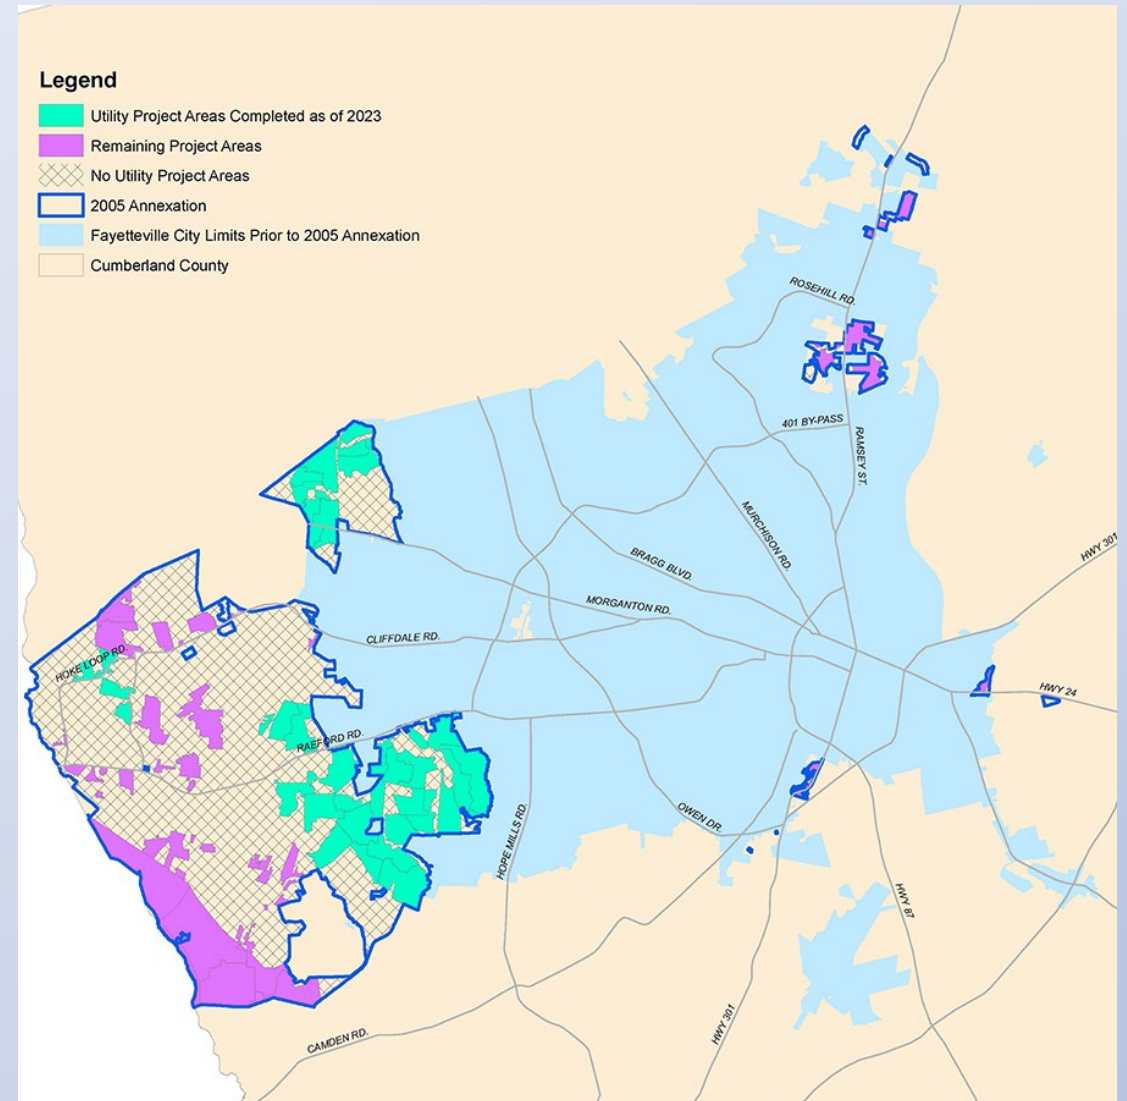 Legend
Utility Project Areas Completed as of 2023
Remaining Project Areas
No Utility Project Areas
2005 Annexation
Fayetteville City Limits Prior to 2005 Annexation
Cumberland County
ROSEHILL RD.
401 BY-PASS
RAMSEY ST.
MURCHISON RD.
HWY 301
BRAGG BLVD.
MORGANTON RD.
CLIFFDALE RD.
HOKE LOOP RD.
HWY 24
RAEFORD RD.
HOPE MILLS RD.
OWEN DR.
HWY 87
HWY 301
CAMDEN RD.